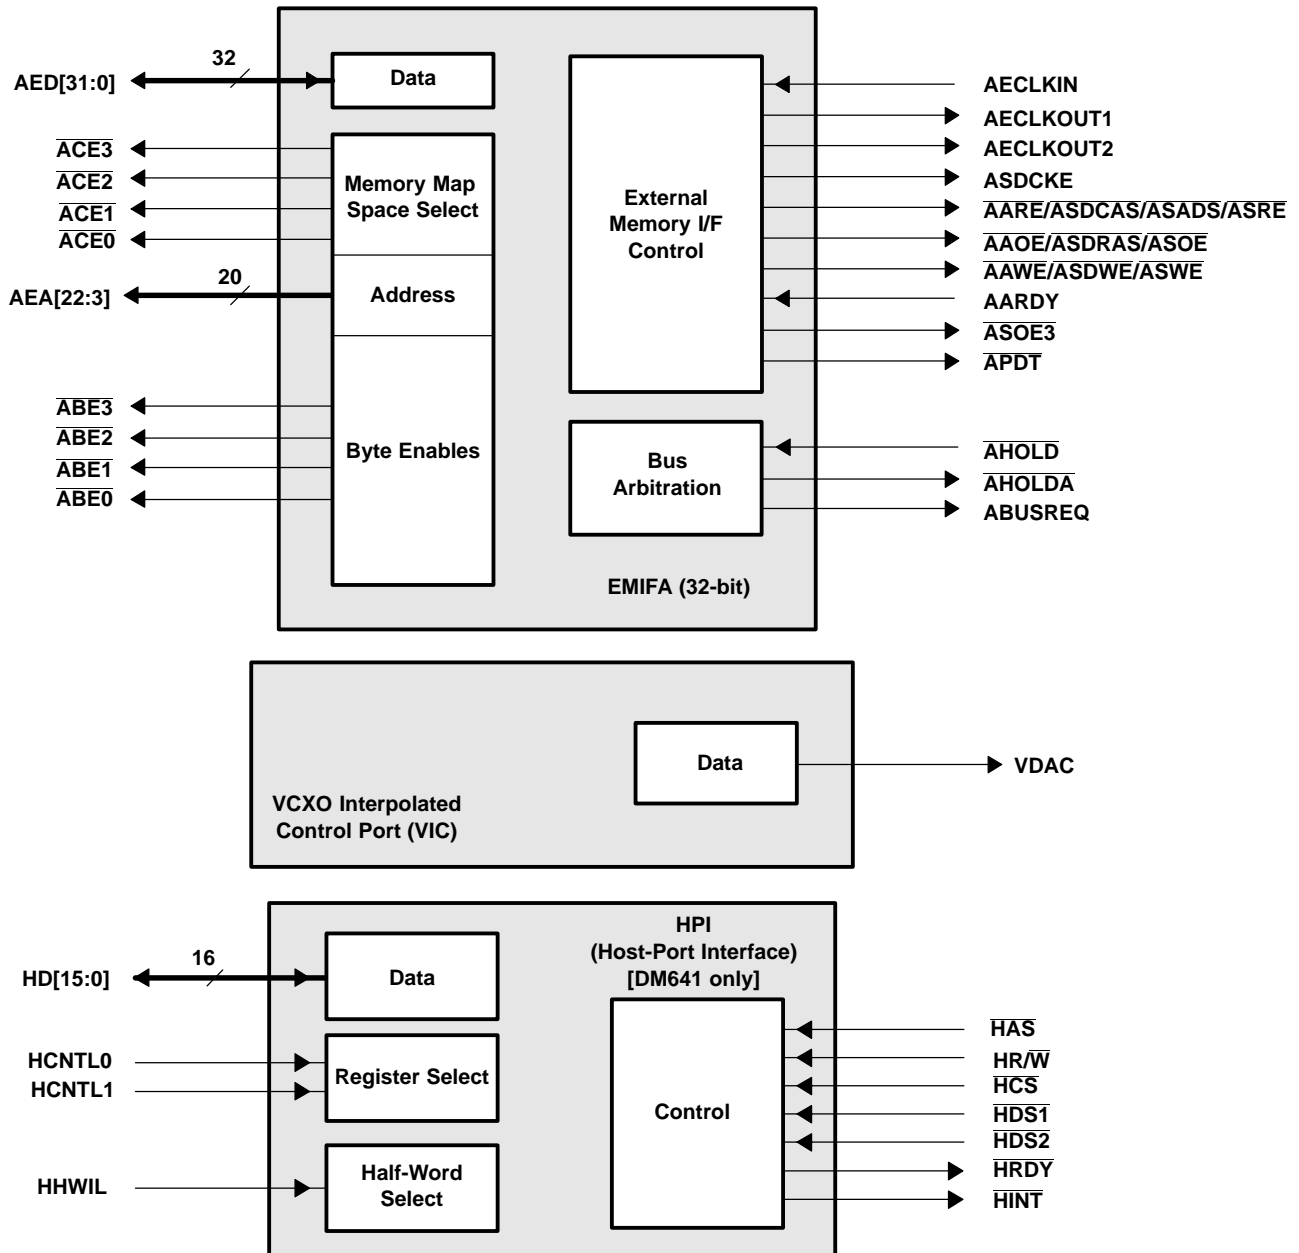 32
AED[31:0]
Data
ACE3
ACE2
ACE1
ACE0
Memory Map
Space Select
20
AEA[22:3]
Address
ABE3
ABE2
ABE1
ABE0
Byte Enables
External
Memory I/F
Control
AECLKIN
AECLKOUT1
AECLKOUT2
ASDCKE
AARE/ASDCAS/ASADS/ASRE
AAOE/ASDRAS/ASOE
AAWE/ASDWE/ASWE
AARDY
ASOE3
APDT
Bus
Arbitration
AHOLD
AHOLDA
ABUSREQ
EMIFA (32-bit)
Data
VDAC
VCXO Interpolated
Control Port (VIC)
HPI
(Host-Port Interface)
[DM641 only]
16
HD[15:0]
Data
HCNTL0
HCNTL1
Register Select
HHWIL
Half-Word
Select
Control
HAS
HR/W
HCS
HDS1
HDS2
HRDY
HINT